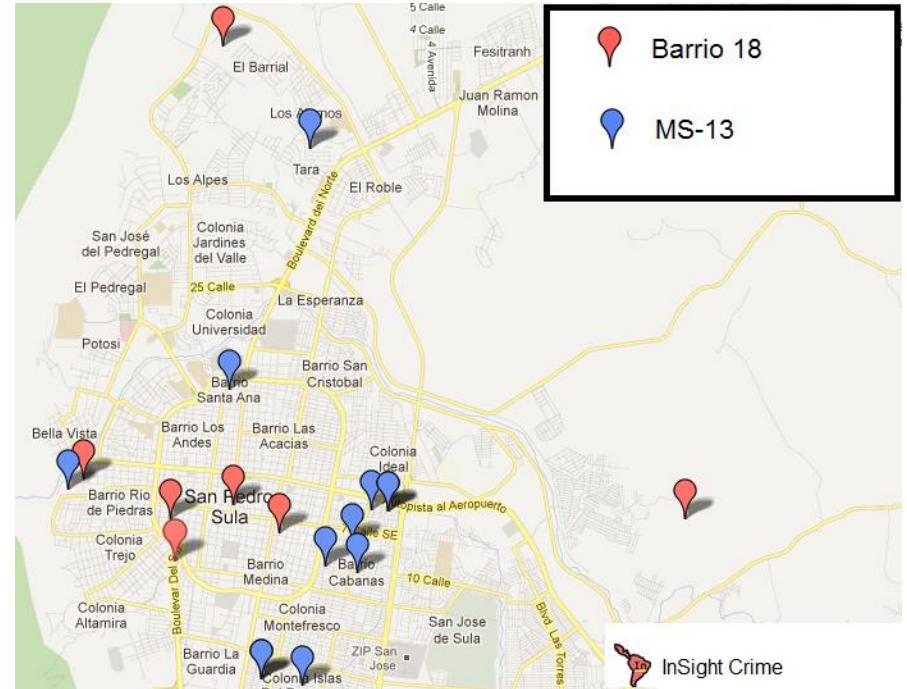 5 Calle
4 Calle
4 Avenida
Fesitranh
El Barrial
Juan Ramon
Molina
Tara
Los Alpes
El Roble
Boulevard del Norte
San José
del Pedregal
Colonia
Jardines
del Valle
El Pedregal
25 Calle
La Esperanza
Colonia
Universidad
Potosi
Barrio San
Cristobal
Barrio
Santa Ana
Bella Vista
Barrio Los
Andes
Barrio Las
Acacias
Colonia
Ideal
Barrio Rio
de Piedras
San Pedro
Sula
al Aeropuerto
Calle SE
Colonia
Trejo
Barrio
Medina
Barrio
Cabanas
10 Calle
Boulevar Del
Colonia
Altamira
Colonia
Montefresco
San Jose
de Sula
Blvd. Las Torres
Barrio La
Guardia
ZIP San
Jose
Colonia Islas
Barrio 18
MS-13
In
InSight Crime